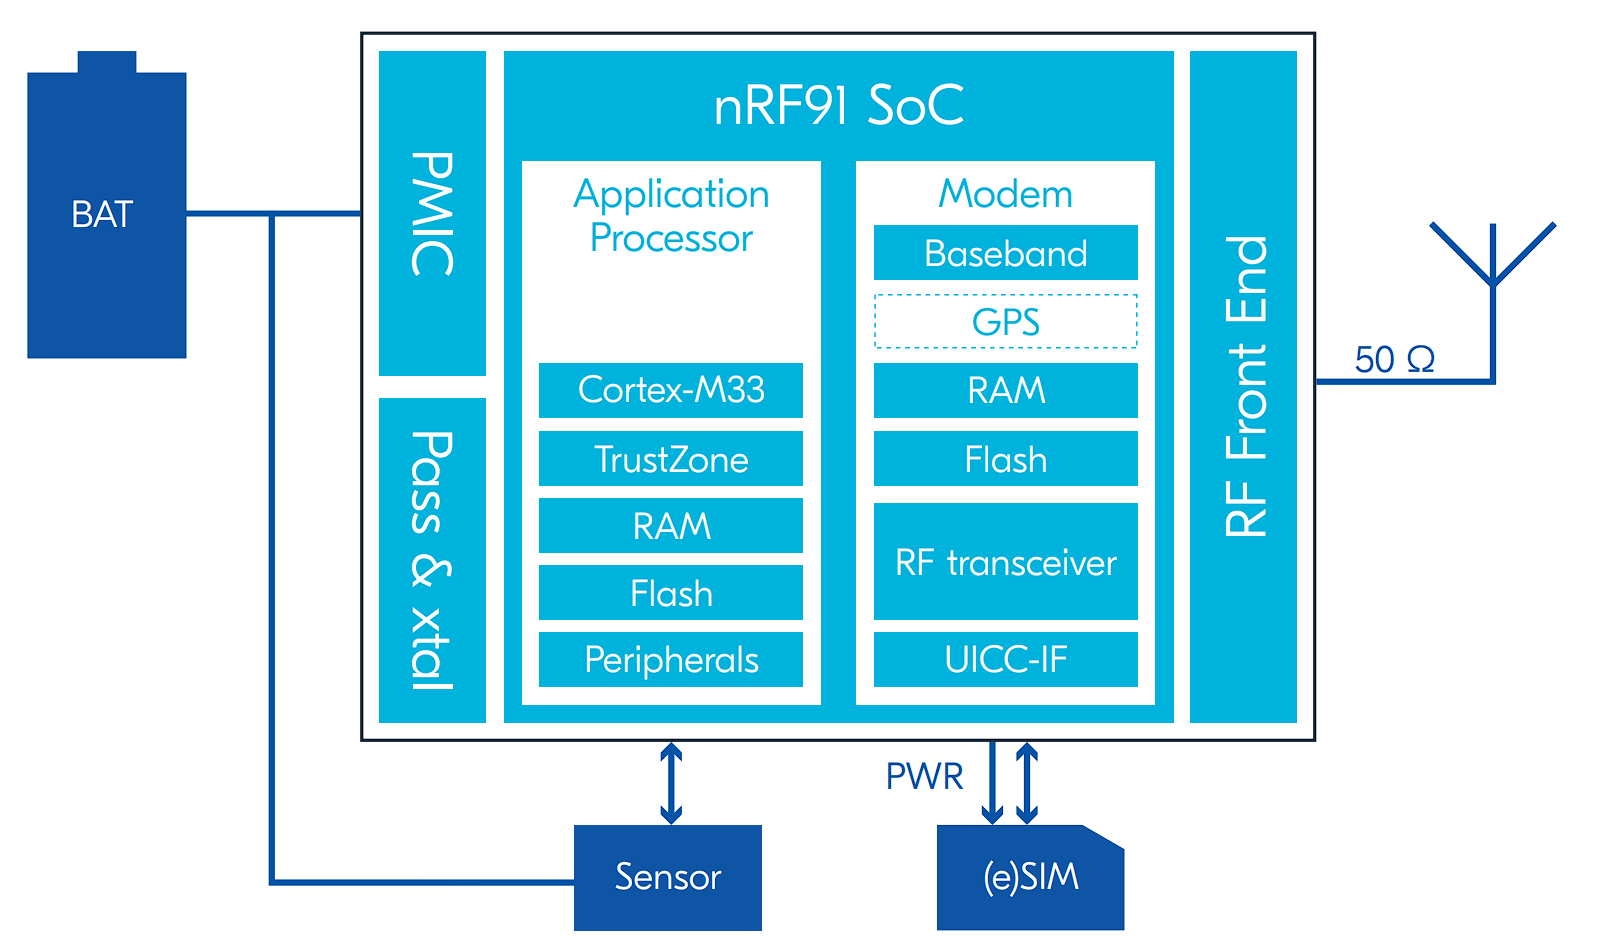 BAT
PMIC
Pass & xtal
nRF91 SoC
Application
Processor
Cortex-M33
TrustZone
RAM
Flash
Peripherals
Modem
Baseband
GPS
RAM
Flash
RF transceiver
UICC-IF
RF Front End
50 Ω
PWR
Sensor
(e)SIM